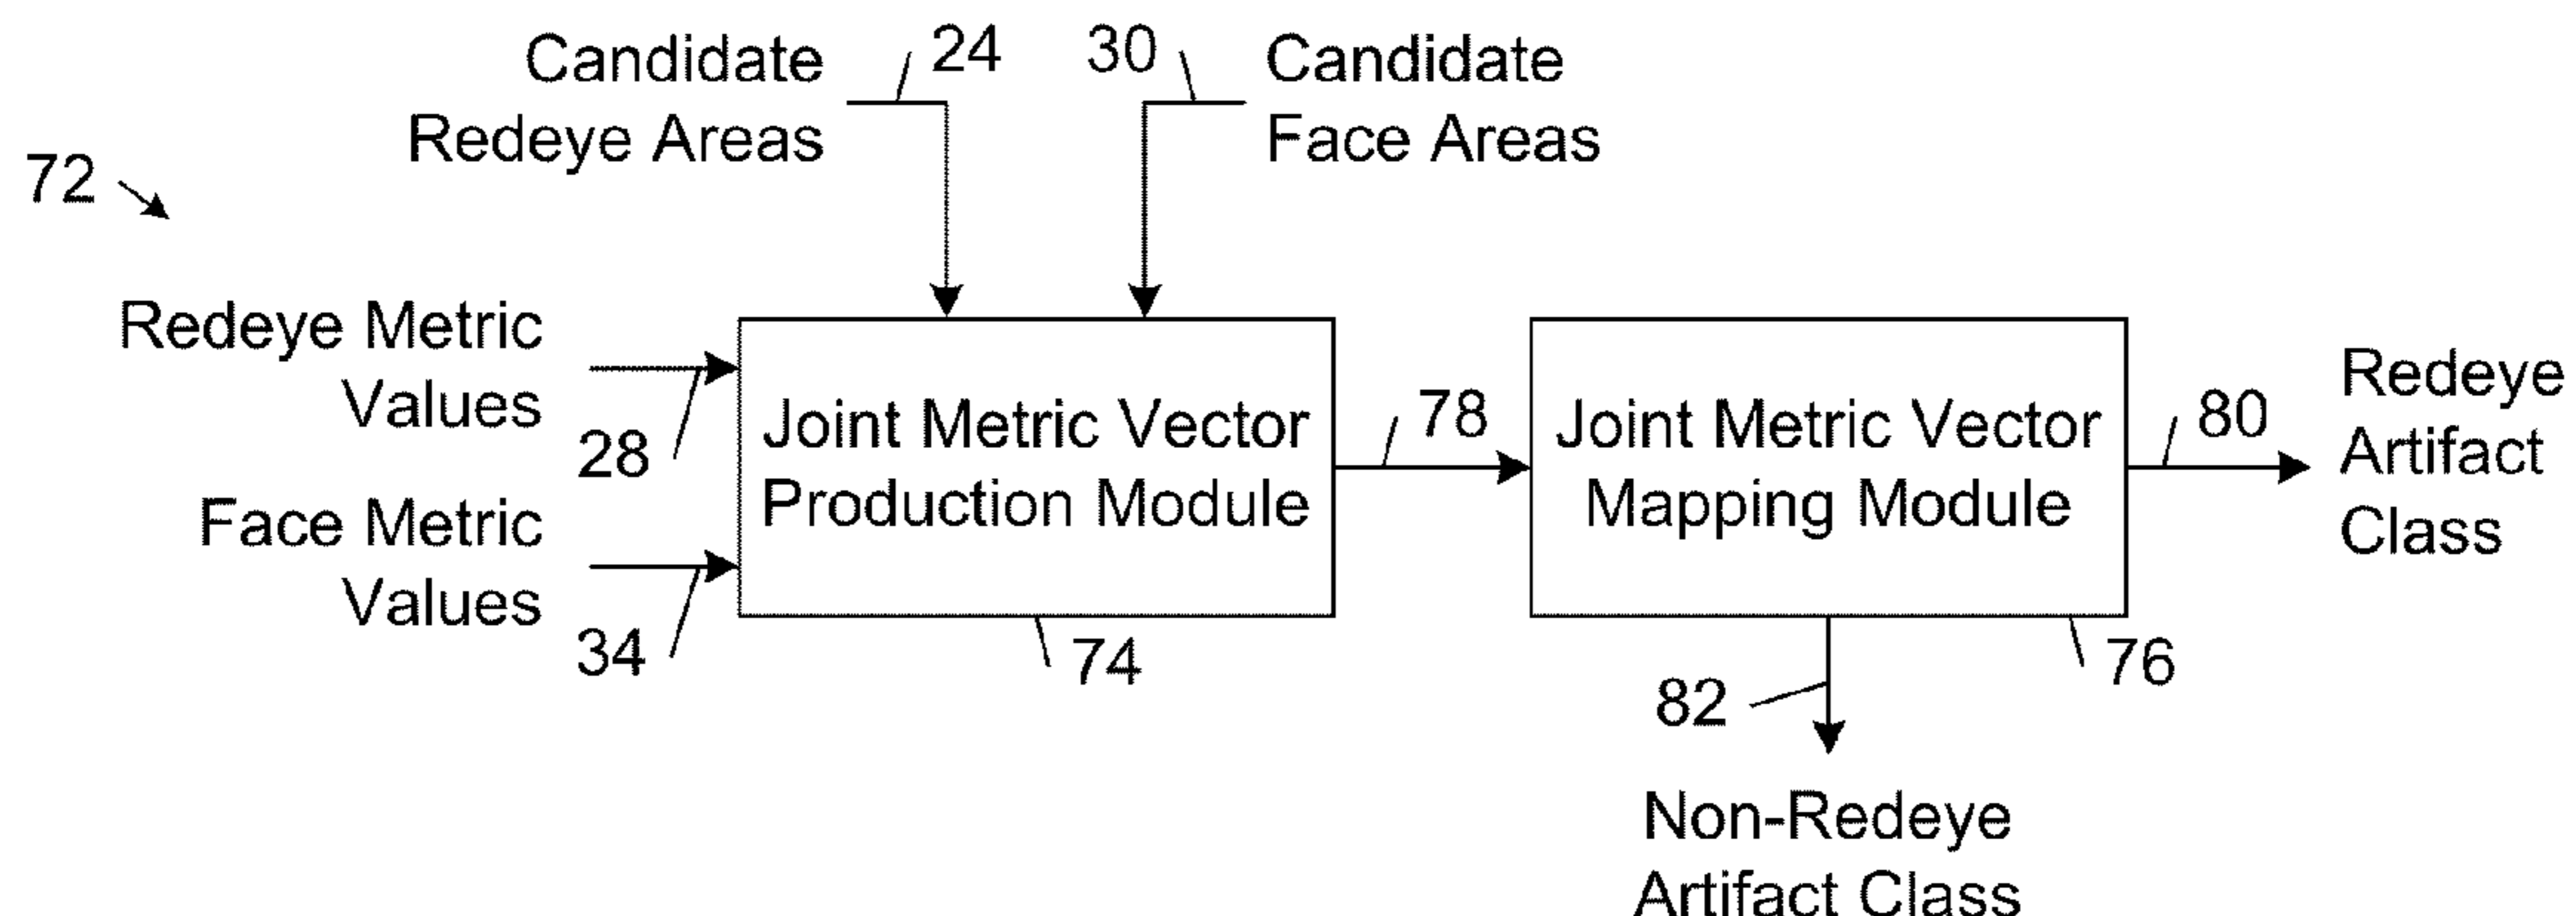 Candidate
Redeye Areas
24
30
Candidate
Face Areas
72
Redeye Metric
Values
28
Face Metric
Values
34
Joint Metric Vector
Production Module
74
78
Joint Metric Vector
Mapping Module
76
80
Redeye
Artifact
Class
82
Non-Redeye
Artifact Class